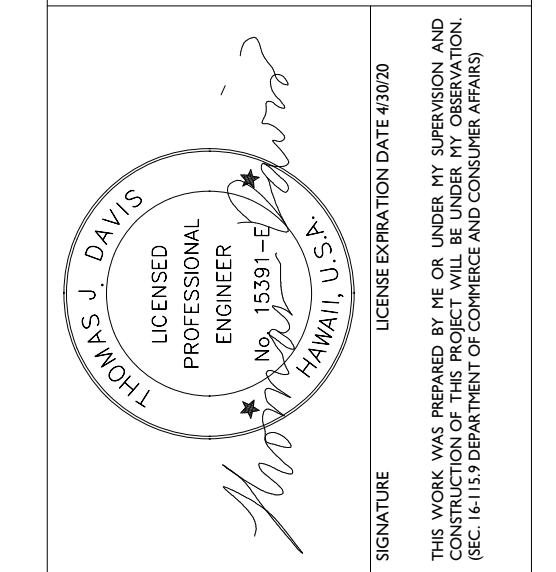 THOMAS J. DAVIS
LICENSED
PROFESSIONAL
ENGINEER
No. 15391-E
HAWAII, U.S.A.
Thomas Davis
SIGNATURE LICENSE EXPIRATION DATE 4/30/20
THIS WORK WAS PREPARED BY ME OR UNDER MY SUPERVISION AND
CONSTRUCTION OF THIS PROJECT WILL BE UNDER MY OBSERVATION.
(SEC. 16-115.9 DEPARTMENT OF COMMERCE AND CONSUMER AFFAIRS)